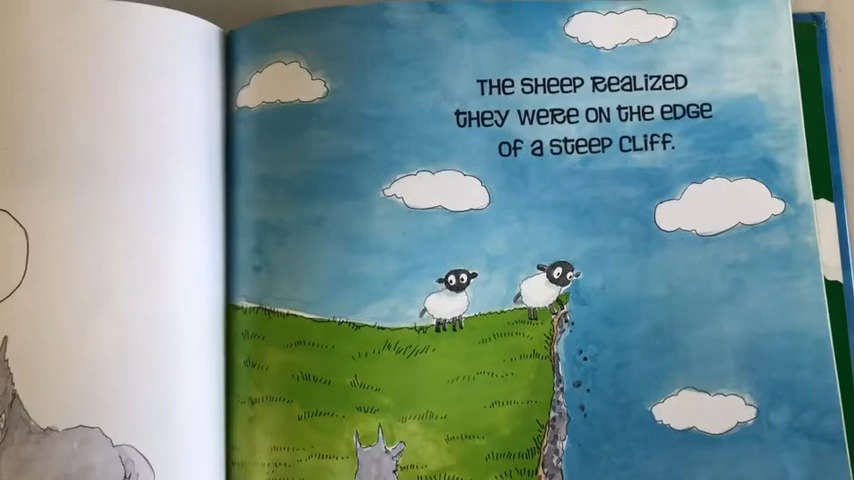 THE SHEEP REALIZED
THEY WERE ON THE EDGE
OF A STEEP CLIFF.